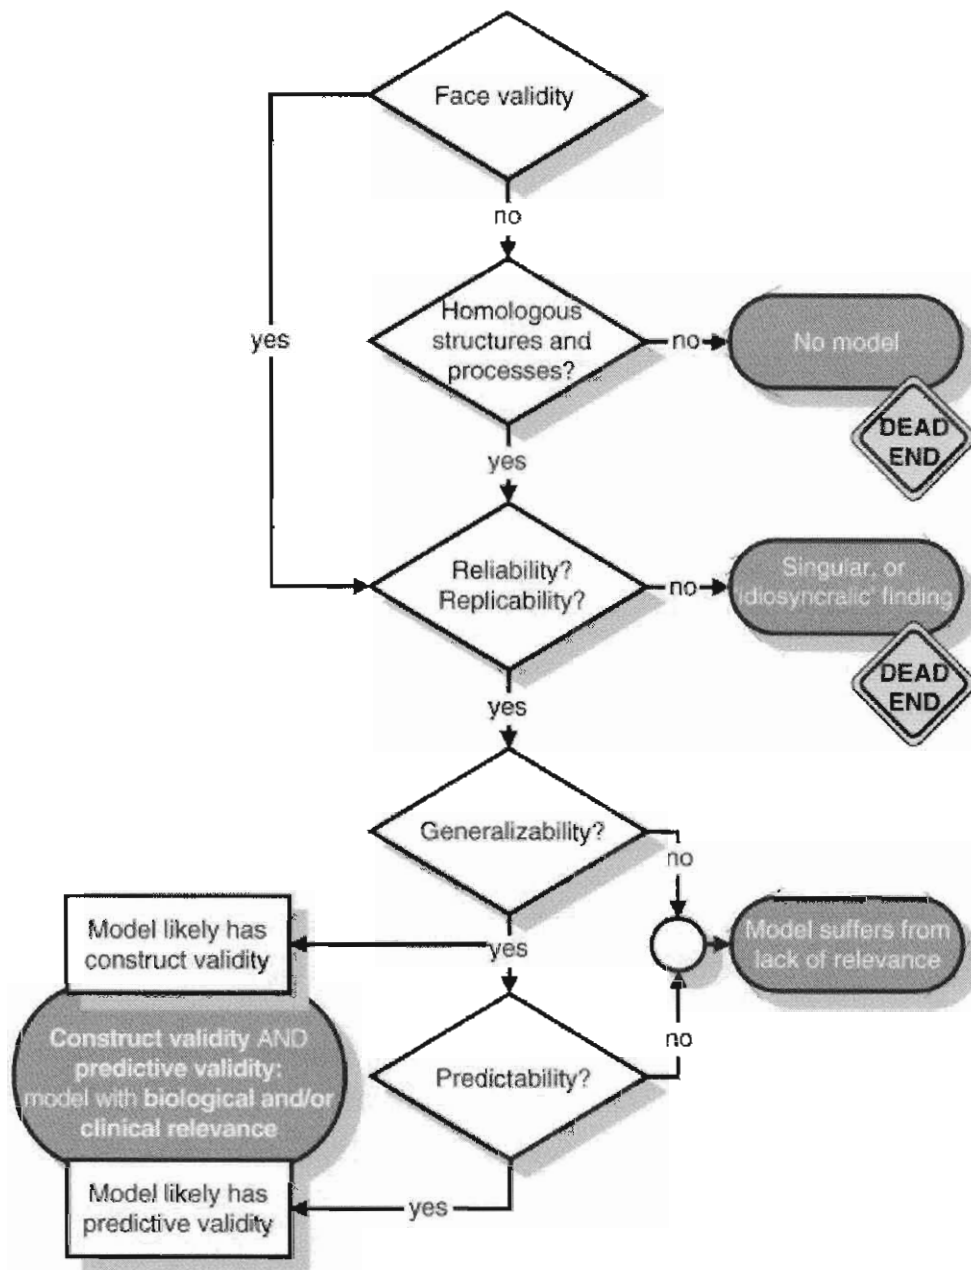 Face validity
no
yes
Homologous
structures and
processes?
no
No model
DEAD
END
yes
Reliability?
Replicability?
no
Singular, or
'idiosyncralic' finding
DEAD
END
yes
Generalizability?
no
Model likely has
construct validity
yes
Model suffers from
lack of relevance
Construct validity AND
predictive validity:
model with biological and/or
clinical relevance
Predictability?
no
Model likely has
predictive validity
yes